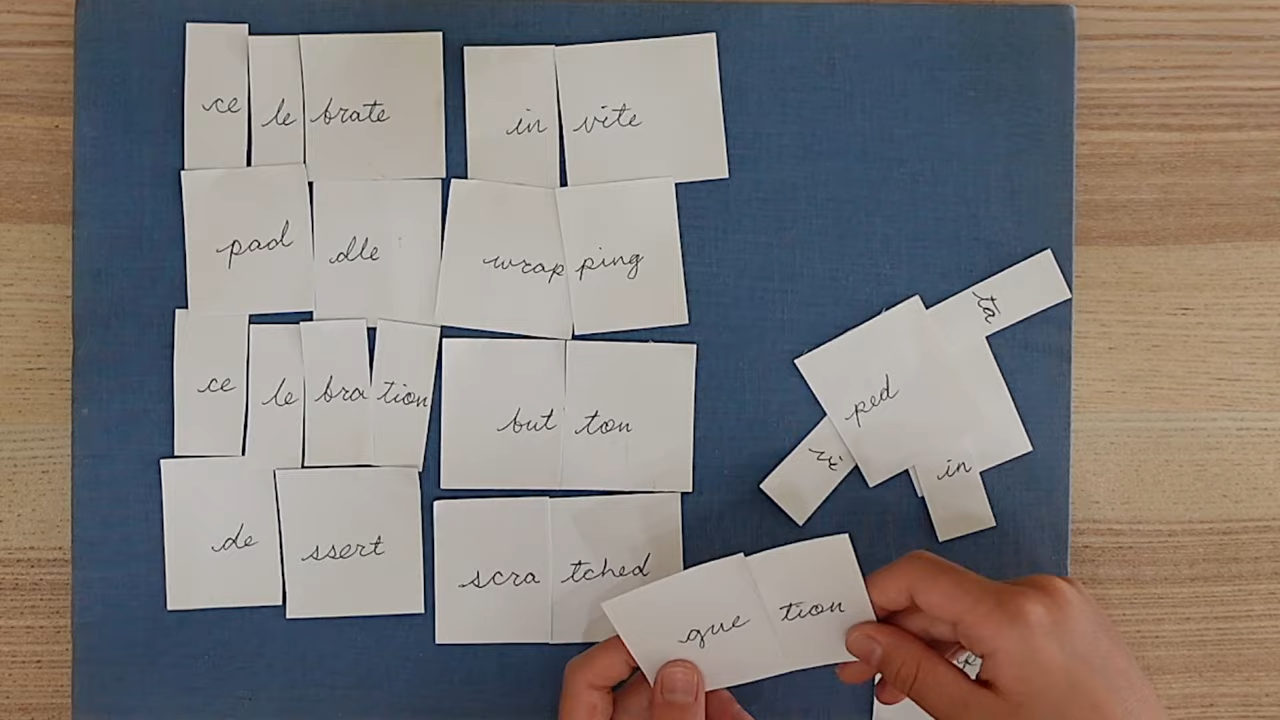 ce le brate in vite
pad dle wrap ping
ce le bra tion but ton
de ssert scra tched
que tion
ta
ped
vi
in